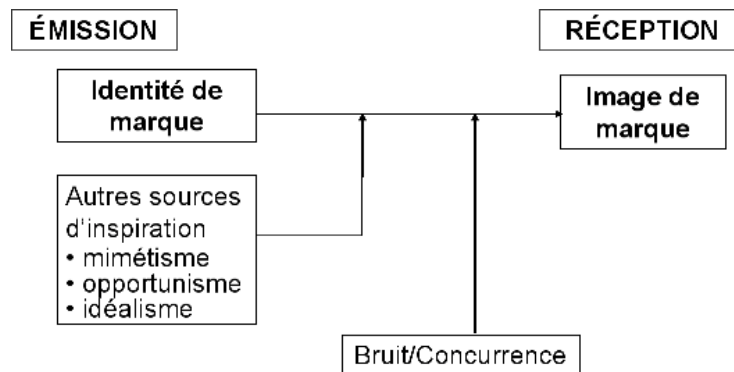 ÉMISSION
RÉCEPTION
Identité de
marque
Image de
marque
Autres sources
d'inspiration
• mimétisme
• opportunisme
• idéalisme
Bruit/Concurrence